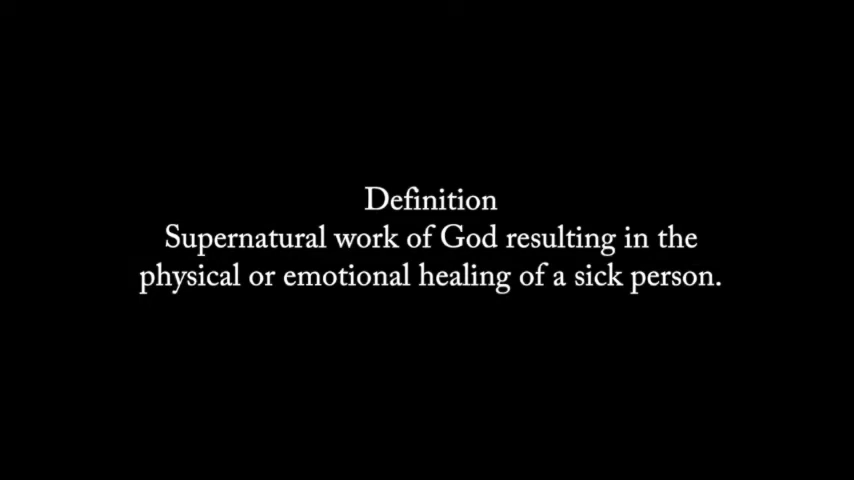 Definition
Supernatural work of God resulting in the
physical or emotional healing of a sick person.